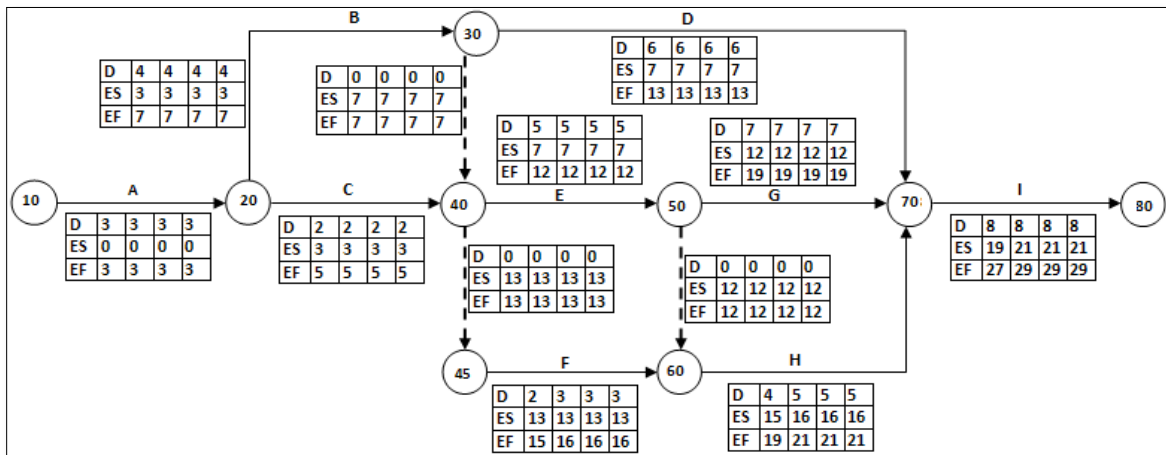 B
30
D
D 6 6 6 6
ES 7 7 7 7
EF 13 13 13 13
D 4 4 4 4
ES 3 3 3 3
EF 7 7 7 7
D 0 0 0 0
ES 7 7 7 7
EF 7 7 7 7
D 5 5 5 5
ES 7 7 7 7
EF 12 12 12 12
D 7 7 7 7
ES 12 12 12 12
EF 19 19 19 19
10
A
20
C
40
E
50
G
70
I
80
D 3 3 3 3
ES 0 0 0 0
EF 3 3 3 3
D 2 2 2 2
ES 3 3 3 3
EF 5 5 5 5
D 0 0 0 0
ES 13 13 13 13
EF 13 13 13 13
D 0 0 0 0
ES 12 12 12 12
EF 12 12 12 12
D 8 8 8 8
ES 19 21 21 21
EF 27 29 29 29
45
F
60
H
D 2 3 3 3
ES 13 13 13 13
EF 15 16 16 16
D 4 5 5 5
ES 15 16 16 16
EF 19 21 21 21